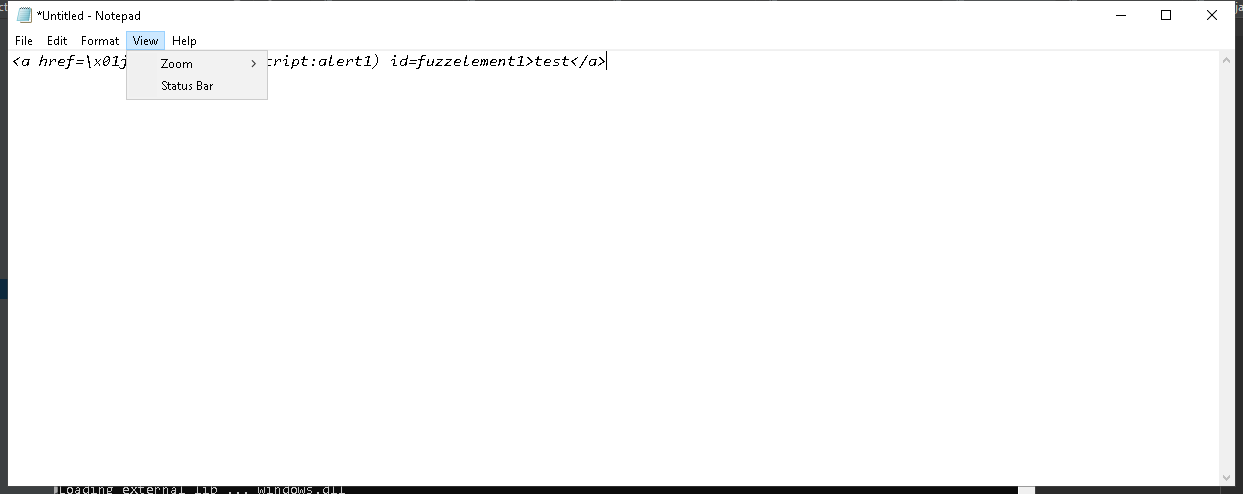 *Untitled - Notepad
File Edit Format View Help
<a href=\x01j cript:alert1) id=fuzzelement1>test</a>
Zoom >
Status Bar
Loading external lib ... windows.dll